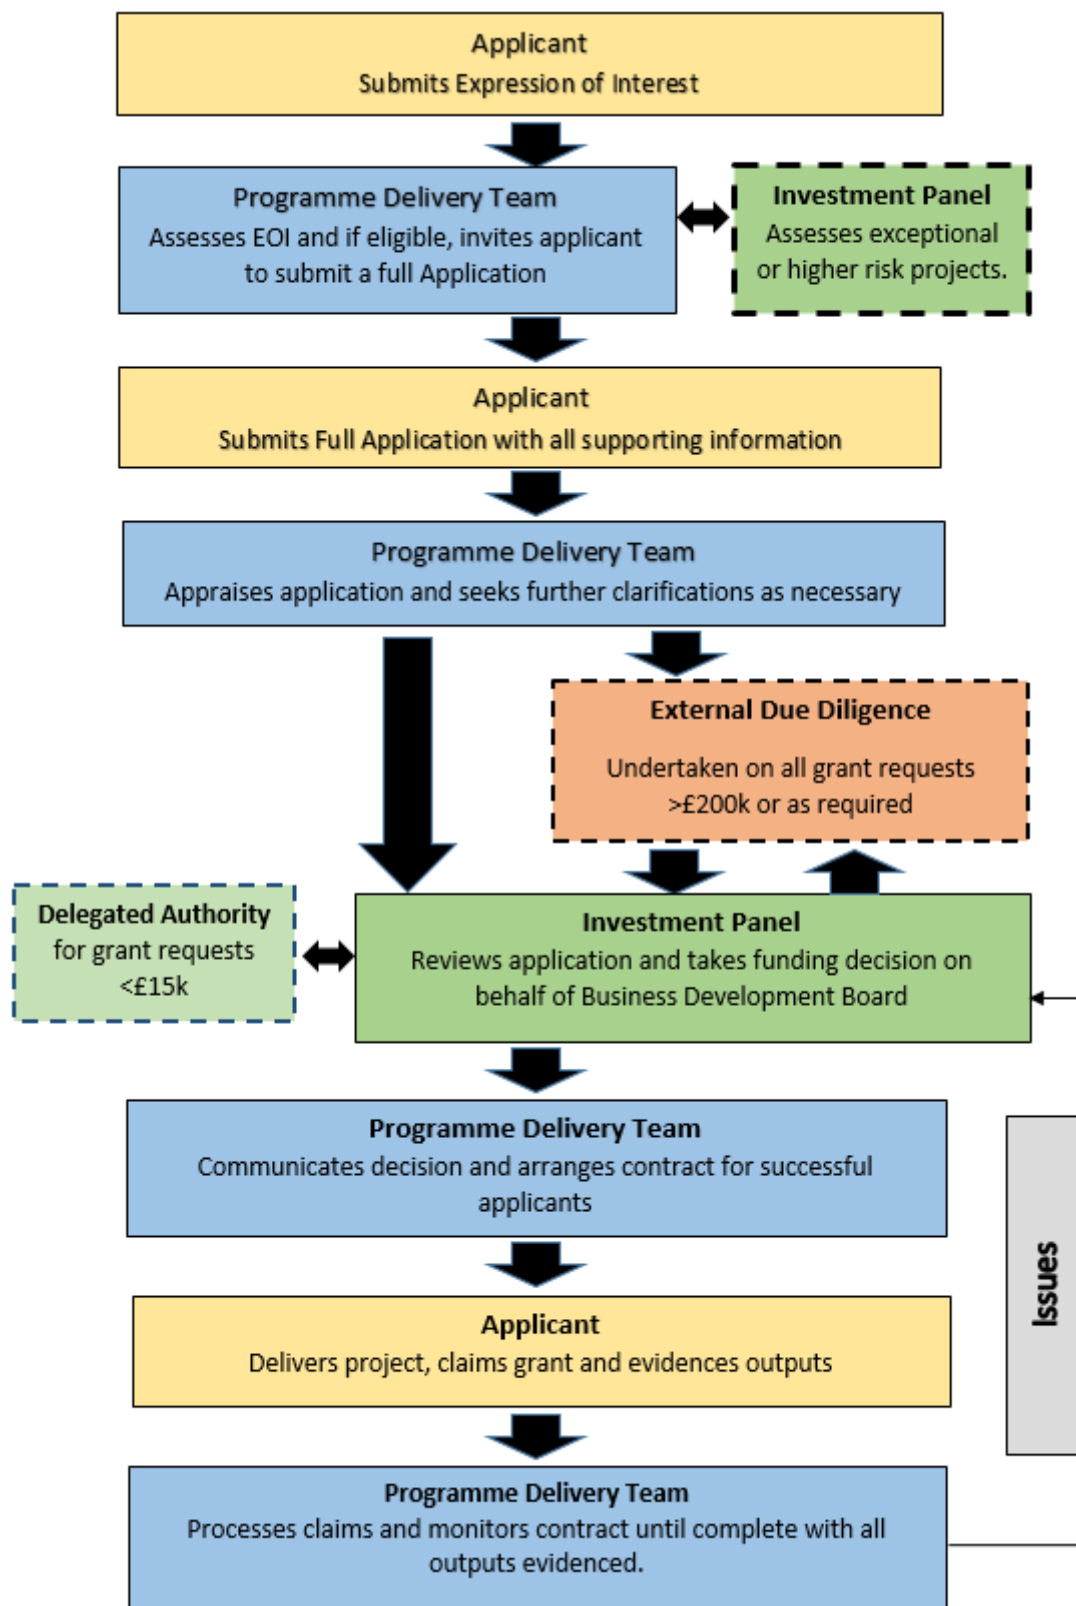 Applicant
Submits Expression of Interest
Programme Delivery Team
Assesses EOI and if eligible, invites applicant
to submit a full Application
Investment Panel
Assesses exceptional
or higher risk projects.
Applicant
Submits Full Application with all supporting information
Programme Delivery Team
Appraises application and seeks further clarifications as necessary
External Due Diligence
Undertaken on all grant requests
>£200k or as required
Delegated Authority
for grant requests
<£15k
Investment Panel
Reviews application and takes funding decision on
behalf of Business Development Board
Programme Delivery Team
Communicates decision and arranges contract for successful
applicants
Issues
Applicant
Delivers project, claims grant and evidences outputs
Programme Delivery Team
Processes claims and monitors contract until complete with all
outputs evidenced.